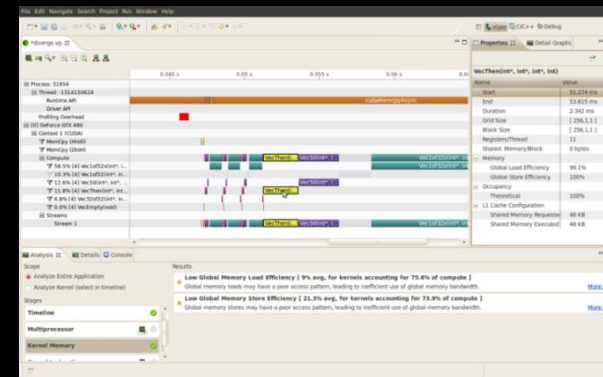 File Edit View Search Project Run Window Help
Viper C/C++ Debug
*diverge.vp
Properties Detail Graphs
0.045 s 0.05 s 0.055 s 0.06 s
Process: 31954
Thread: -1314150624
Runtime API
cudaMemcpyAsync
Driver API
Profiling Overhead
[0] GeForce GTX 480
Context 1 (CUDA)
MemCpy (HtoD)
MemCpy (DtoH)
Compute
Streams
Stream 1
VecThen(int*, int*, int*, int)
Name Value
Start 51.274 ms
End 53.615 ms
Duration 2.342 ms
Grid Size [ 256,1,1 ]
Block Size [ 256,1,1 ]
Registers/Thread 11
Shared Memory/Block 0 bytes
Memory
Global Load Efficiency 99.1%
Global Store Efficiency 100%
Occupancy
Theoretical 100%
L1 Cache Configuration
Shared Memory Requested 48 KB
Shared Memory Executed 48 KB
Analysis Details Console
Scope
Analyze Entire Application
Analyze Kernel (select in timeline)
Stages
Timeline
Multiprocessor
Kernel Memory
Results
Low Global Memory Load Efficiency [ 9% avg, for kernels accounting for 75.8% of compute ]
Global memory loads may have a poor access pattern, leading to inefficient use of global memory bandwidth. More.
Low Global Memory Store Efficiency [ 21.3% avg, for kernels accounting for 73.9% of compute ]
Global memory stores may have a poor access pattern, leading to inefficient use of global memory bandwidth. More.